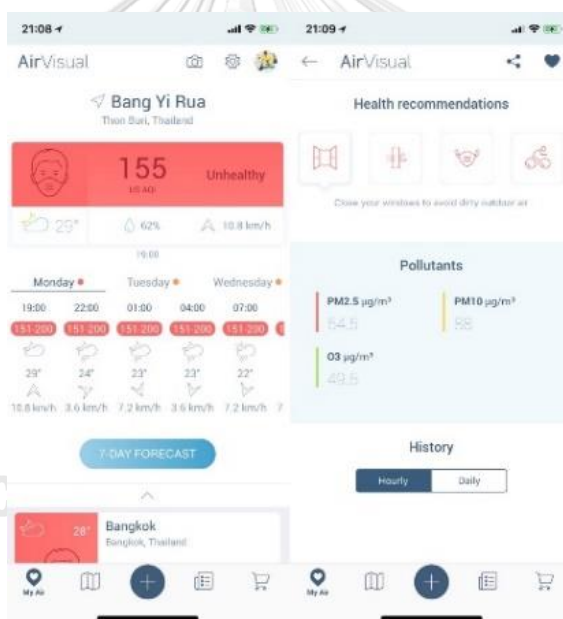 21:08
AirVisual
Bang Yi Rua
Thon Buri, Thailand
155
US AQI
Unhealthy
29°
62%
10.8 km/h
19:00
Monday
Tuesday
Wednesday
19:00 22:00 01:00 04:00 07:00
151-200 151-200 151-200 151-200 151-200
29° 24° 23° 23° 22°
10.8 km/h 3.6 km/h 7.2 km/h 3.6 km/h 7.2 km/h 7
7-DAY FORECAST
28°
Bangkok
Bangkok, Thailand
My Air
21:09
AirVisual
Health recommendations
Close your windows to avoid dirty outdoor air
Pollutants
PM2.5 µg/m³
64.5
PM10 µg/m³
O3 µg/m³
49.5
History
Hourly Daily
My Air